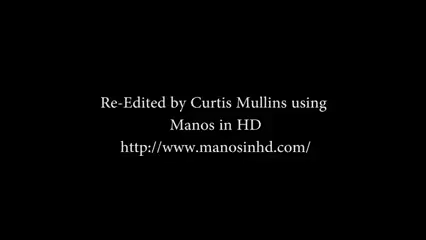 Re-Edited by Curtis Mullins using
Manos in HD
http://www.manosinhd.com/